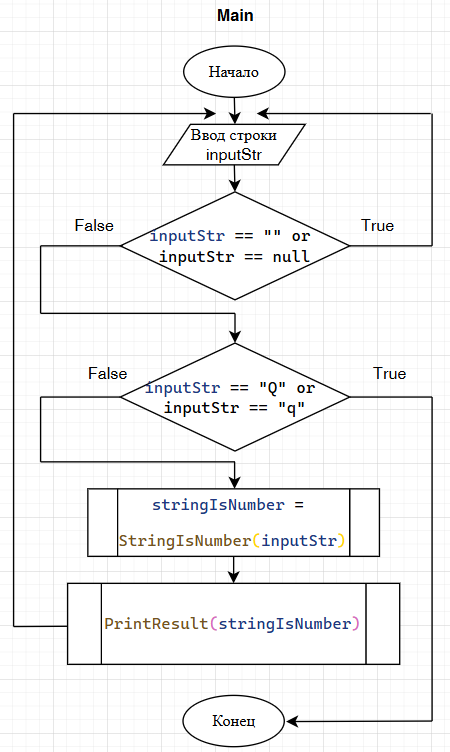 Main
Начало
Ввод строки
inputStr
False
True
inputStr == "" or
inputStr == null
False
True
inputStr == "Q" or
inputStr == "q"
stringIsNumber =
StringIsNumber(inputStr)
PrintResult(stringIsNumber)
Конец